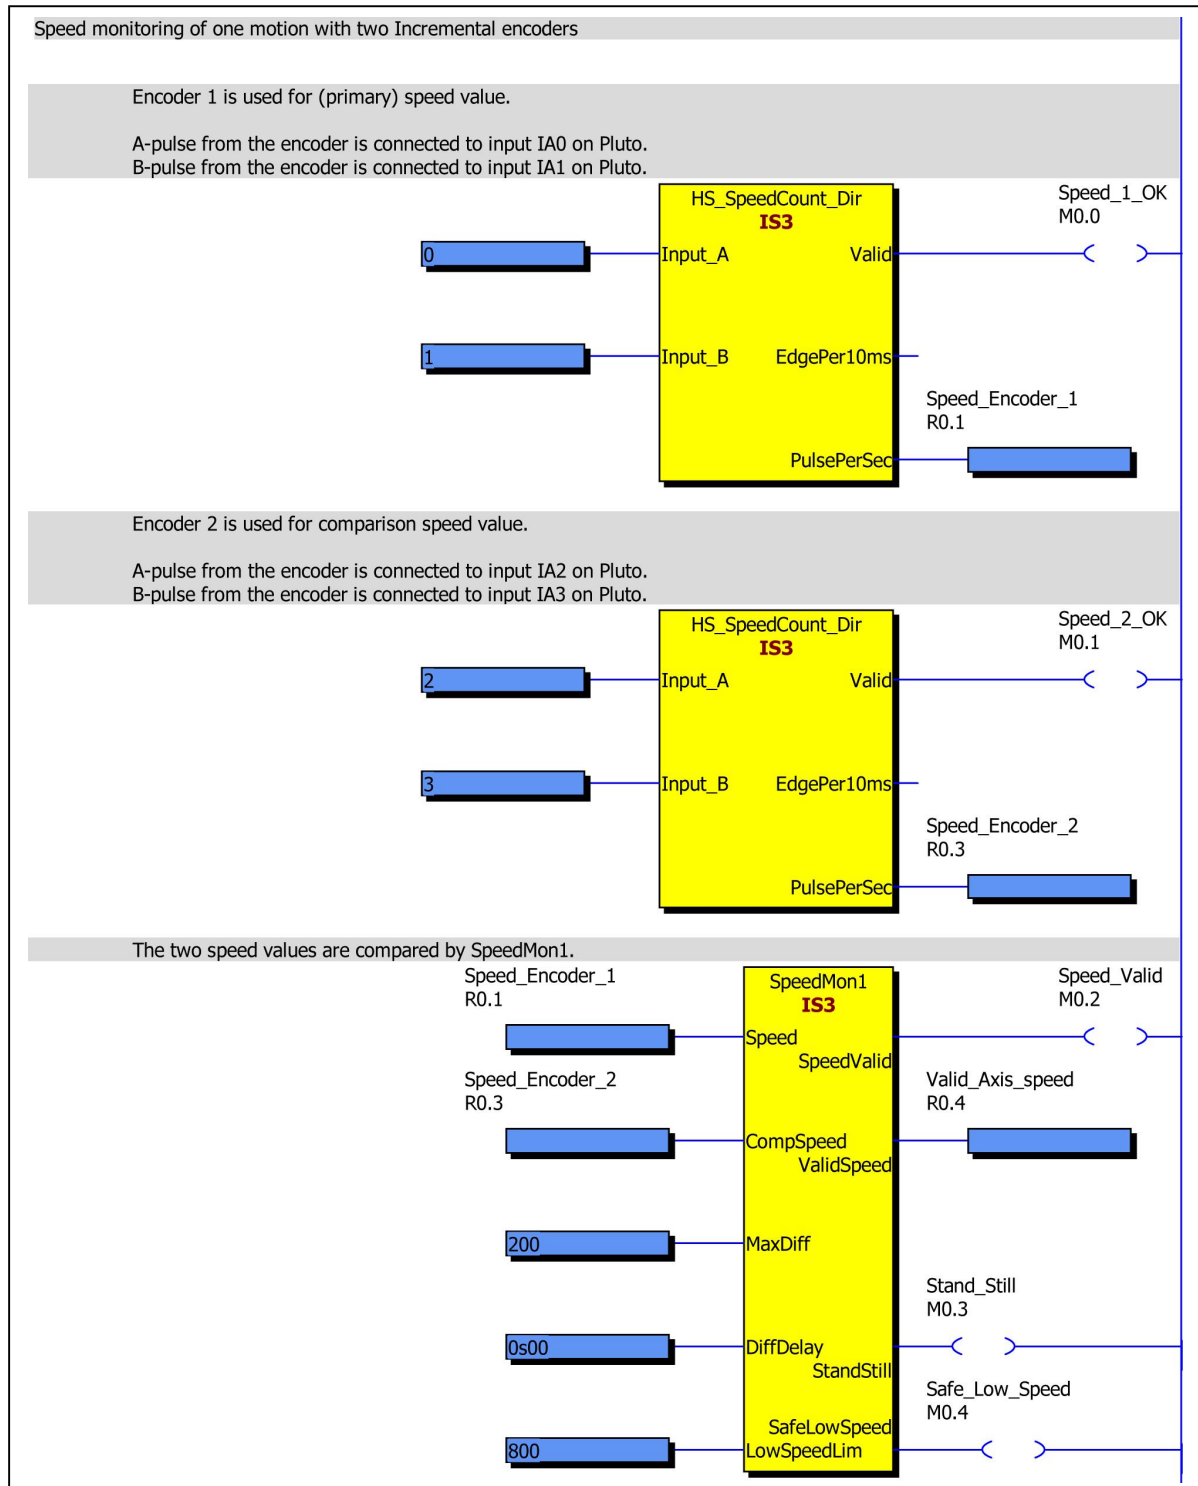 Speed monitoring of one motion with two Incremental encoders
Encoder 1 is used for (primary) speed value.
A-pulse from the encoder is connected to input IA0 on Pluto.
B-pulse from the encoder is connected to input IA1 on Pluto.
HS_SpeedCount_Dir
IS3
Speed_1_OK
M0.0
0
Input_A
Valid
1
Input_B
EdgePer10ms
Speed_Encoder_1
R0.1
PulsePerSec
Encoder 2 is used for comparison speed value.
A-pulse from the encoder is connected to input IA2 on Pluto.
B-pulse from the encoder is connected to input IA3 on Pluto.
HS_SpeedCount_Dir
IS3
Speed_2_OK
M0.1
2
Input_A
Valid
3
Input_B
EdgePer10ms
Speed_Encoder_2
R0.3
PulsePerSec
The two speed values are compared by SpeedMon1.
Speed_Encoder_1
R0.1
SpeedMon1
IS3
Speed_Valid
M0.2
Speed
SpeedValid
Speed_Encoder_2
R0.3
Valid_Axis_speed
R0.4
CompSpeed
ValidSpeed
200
MaxDiff
Stand_Still
M0.3
0s00
DiffDelay
StandStill
Safe_Low_Speed
M0.4
SafeLowSpeed
800
LowSpeedLim